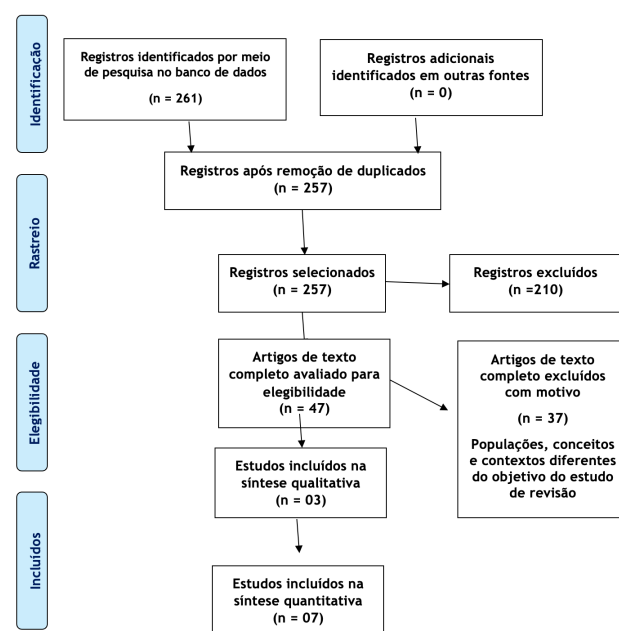 Identificação
Registros identificados por meio
de pesquisa no banco de dados
(n = 261)
Registros adicionais
identificados em outras fontes
(n = 0)
Registros após remoção de duplicados
(n = 257)
Rastreio
Registros selecionados
(n = 257)
Registros excluídos
(n =210)
Elegibilidade
Artigos de texto
completo avaliado para
elegibilidade
(n = 47)
Artigos de texto
completo excluídos
com motivo
(n = 37)
Populações, conceitos
e contextos diferentes
do objetivo do estudo
de revisão
Estudos incluídos na
síntese qualitativa
(n = 03)
Incluídos
Estudos incluídos na
síntese quantitativa
(n = 07)